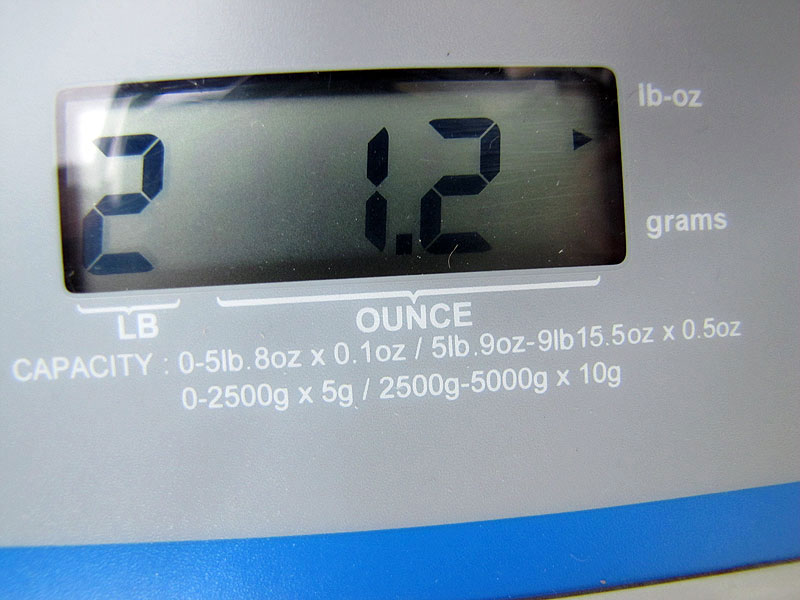 2 1.2
lb-oz
grams
LB OUNCE
CAPACITY : 0-5lb.8oz x 0.1oz / 5lb.9oz-9lb15.5oz x 0.5oz
0-2500g x 5g / 2500g-5000g x 10g